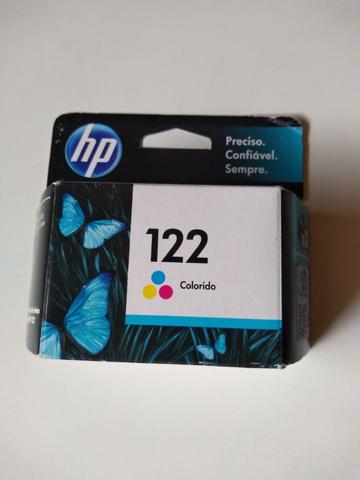 hp
Preciso.
Confiável.
Sempre.
122
Colorido